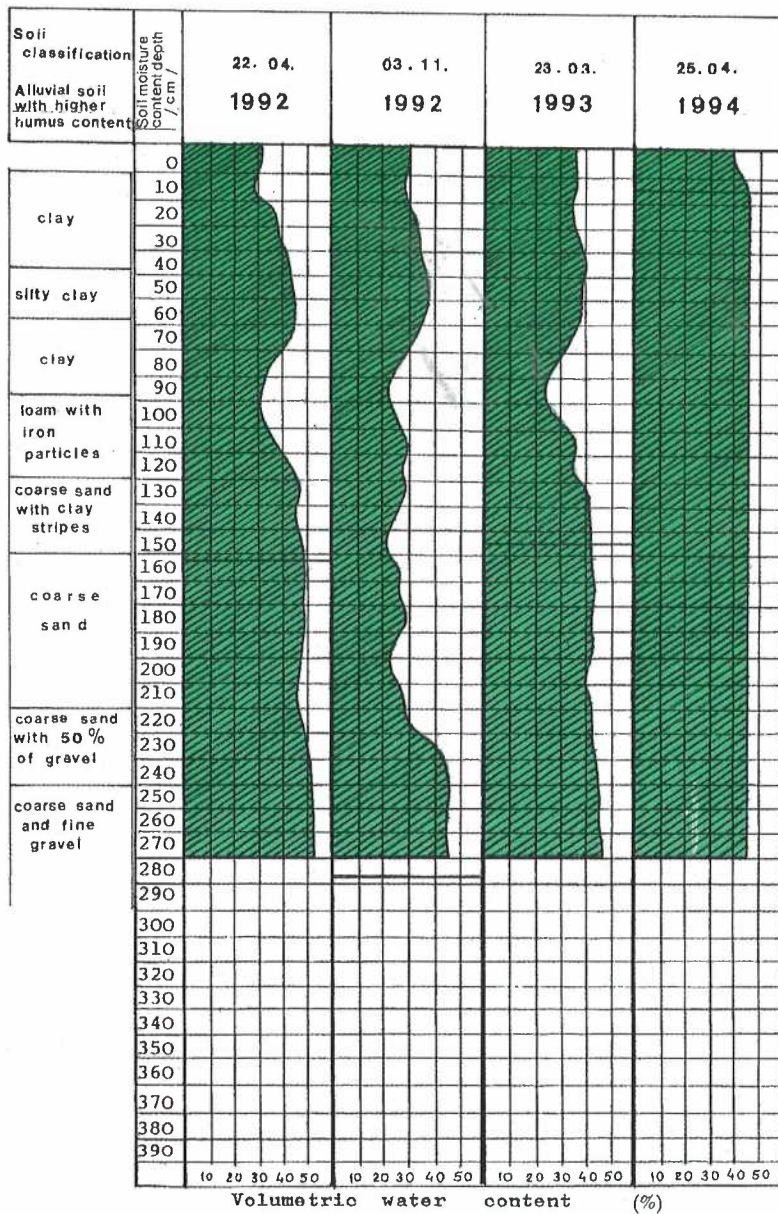 Soil
classification
Alluvial soil
with higher
humus content
Soil moisture
content depth
/cm/
22. 04.
1992
03. 11.
1992
23. 03.
1993
25. 04.
1994
clay
silty clay
clay
loam with
iron
particles
coarse sand
with clay
stripes
coarse
sand
coarse sand
with 50%
of gravel
coarse sand
and fine
gravel
0
10
20
30
40
50
60
70
80
90
100
110
120
130
140
150
160
170
180
190
200
210
220
230
240
250
260
270
280
290
300
310
320
330
340
350
360
370
380
390
10 20 30 40 50 10 20 30 40 50 10 20 30 40 50 10 20 30 40 50
Volumetric water content (%)